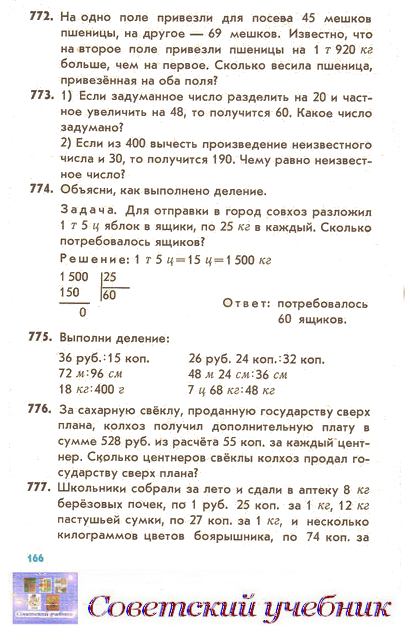 772. На одно поле привезли для посева 45 мешков
пшеницы, на другое — 69 мешков. Известно, что
на второе поле привезли пшеницы на 1 т 920 кг
больше, чем на первое. Сколько весила пшеница,
привезённая на оба поля?
773. 1) Если задуманное число разделить на 20 и част-
ное увеличить на 48, то получится 60. Какое число
задумано?
2) Если из 400 вычесть произведение неизвестного
числа и 30, то получится 190. Чему равно неизвест-
ное число?
774. Объясни, как выполнено деление.
Задача. Для отправки в город совхоз разложил
1 т 5 ц яблок в ящики, по 25 кг в каждый. Сколько
потребовалось ящиков?
Решение: 1 т 5 ц=15 ц=1 500 кг
1 500 25
150 60
0
Ответ: потребовалось
60 ящиков.
775. Выполни деление:
36 руб.:15 коп. 26 руб. 24 коп.:32 коп.
72 м:96 см 48 м 24 см:36 см
18 кг:400 г 7 ц 68 кг:48 кг
776. За сахарную свёклу, проданную государству сверх
плана, колхоз получил дополнительную плату в
сумме 528 руб. из расчёта 55 коп. за каждый цент-
нер. Сколько центнеров свёклы колхоз продал го-
сударству сверх плана?
777. Школьники собрали за лето и сдали в аптеку 8 кг
берёзовых почек, по 1 руб. 25 коп. за 1 кг, 12 кг
пастушьей сумки, по 27 коп. за 1 кг, и несколько
килограммов цветов боярышника, по 74 коп. за
166
Советский учебник
Советский учебник